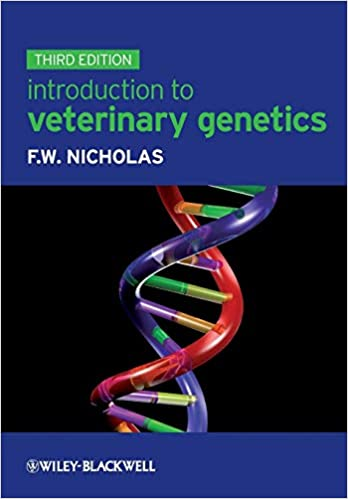 THIRD EDITION
introduction to
veterinary genetics
F.W. NICHOLAS
WILEY-BLACKWELL